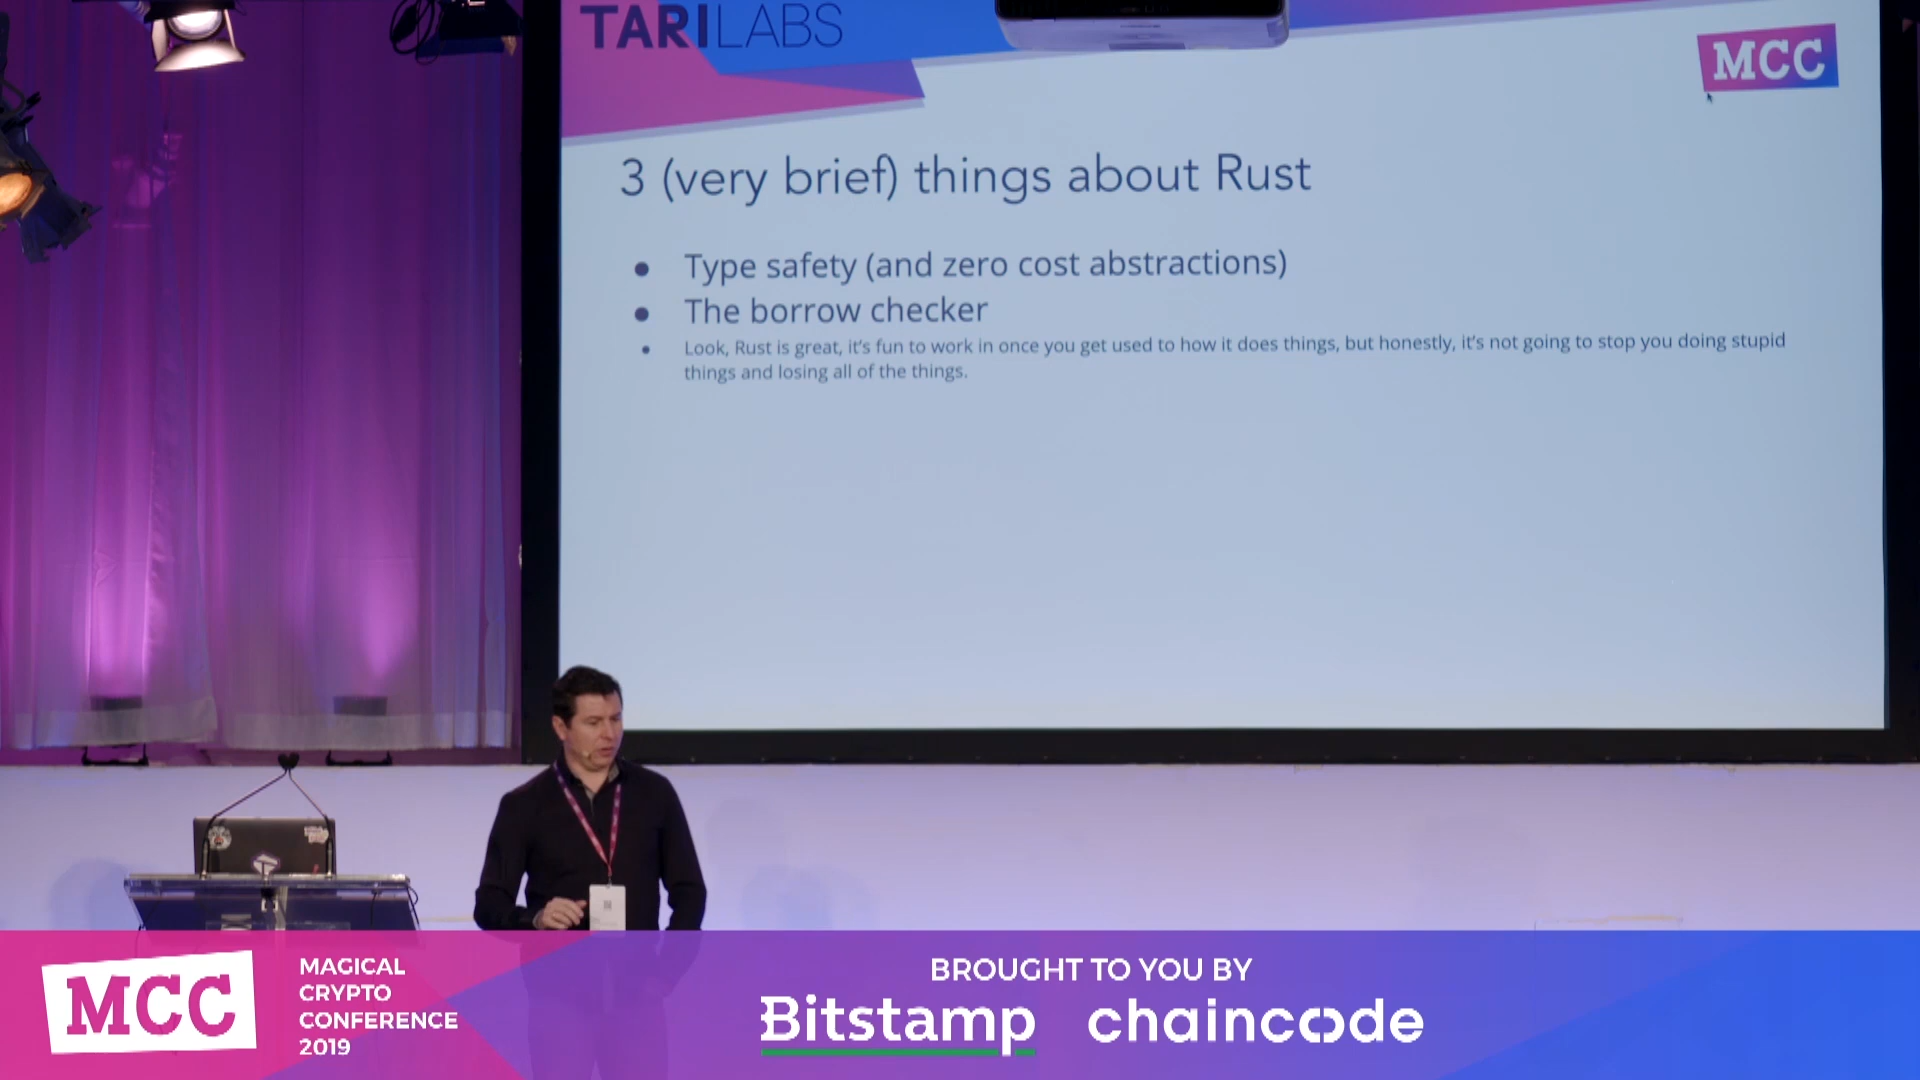 TARILABS
MCC
3 (very brief) things about Rust
Type safety (and zero cost abstractions)
The borrow checker
Look, Rust is great, it's fun to work in once you get used to how it does things, but honestly, it's not going to stop you doing stupid
things and losing all of the things.
MCC
MAGICAL
CRYPTO
CONFERENCE
2019
BROUGHT TO YOU BY
Bitstamp chaincode